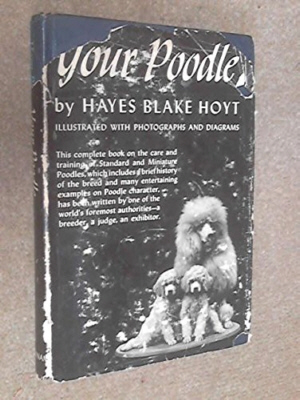 Your Poodle
by HAYES BLAKE HOYT
ILLUSTRATED WITH PHOTOGRAPHS AND DIAGRAMS
This complete book on the care and
training of Standard and Miniature
Poodles, which includes a brief history
of the breed and many entertaining
examples on Poodle character,
has been written by one of the
world's foremost authorities—a
breeder, a judge, an exhibitor.